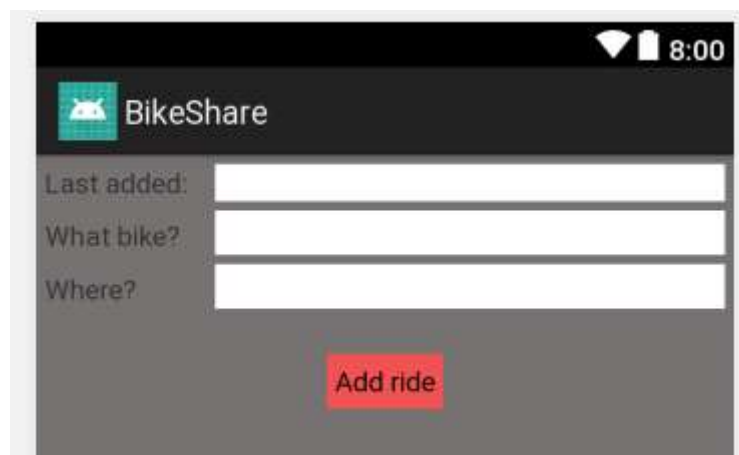 8:00
BikeShare
Last added:
What bike?
Where?
Add ride